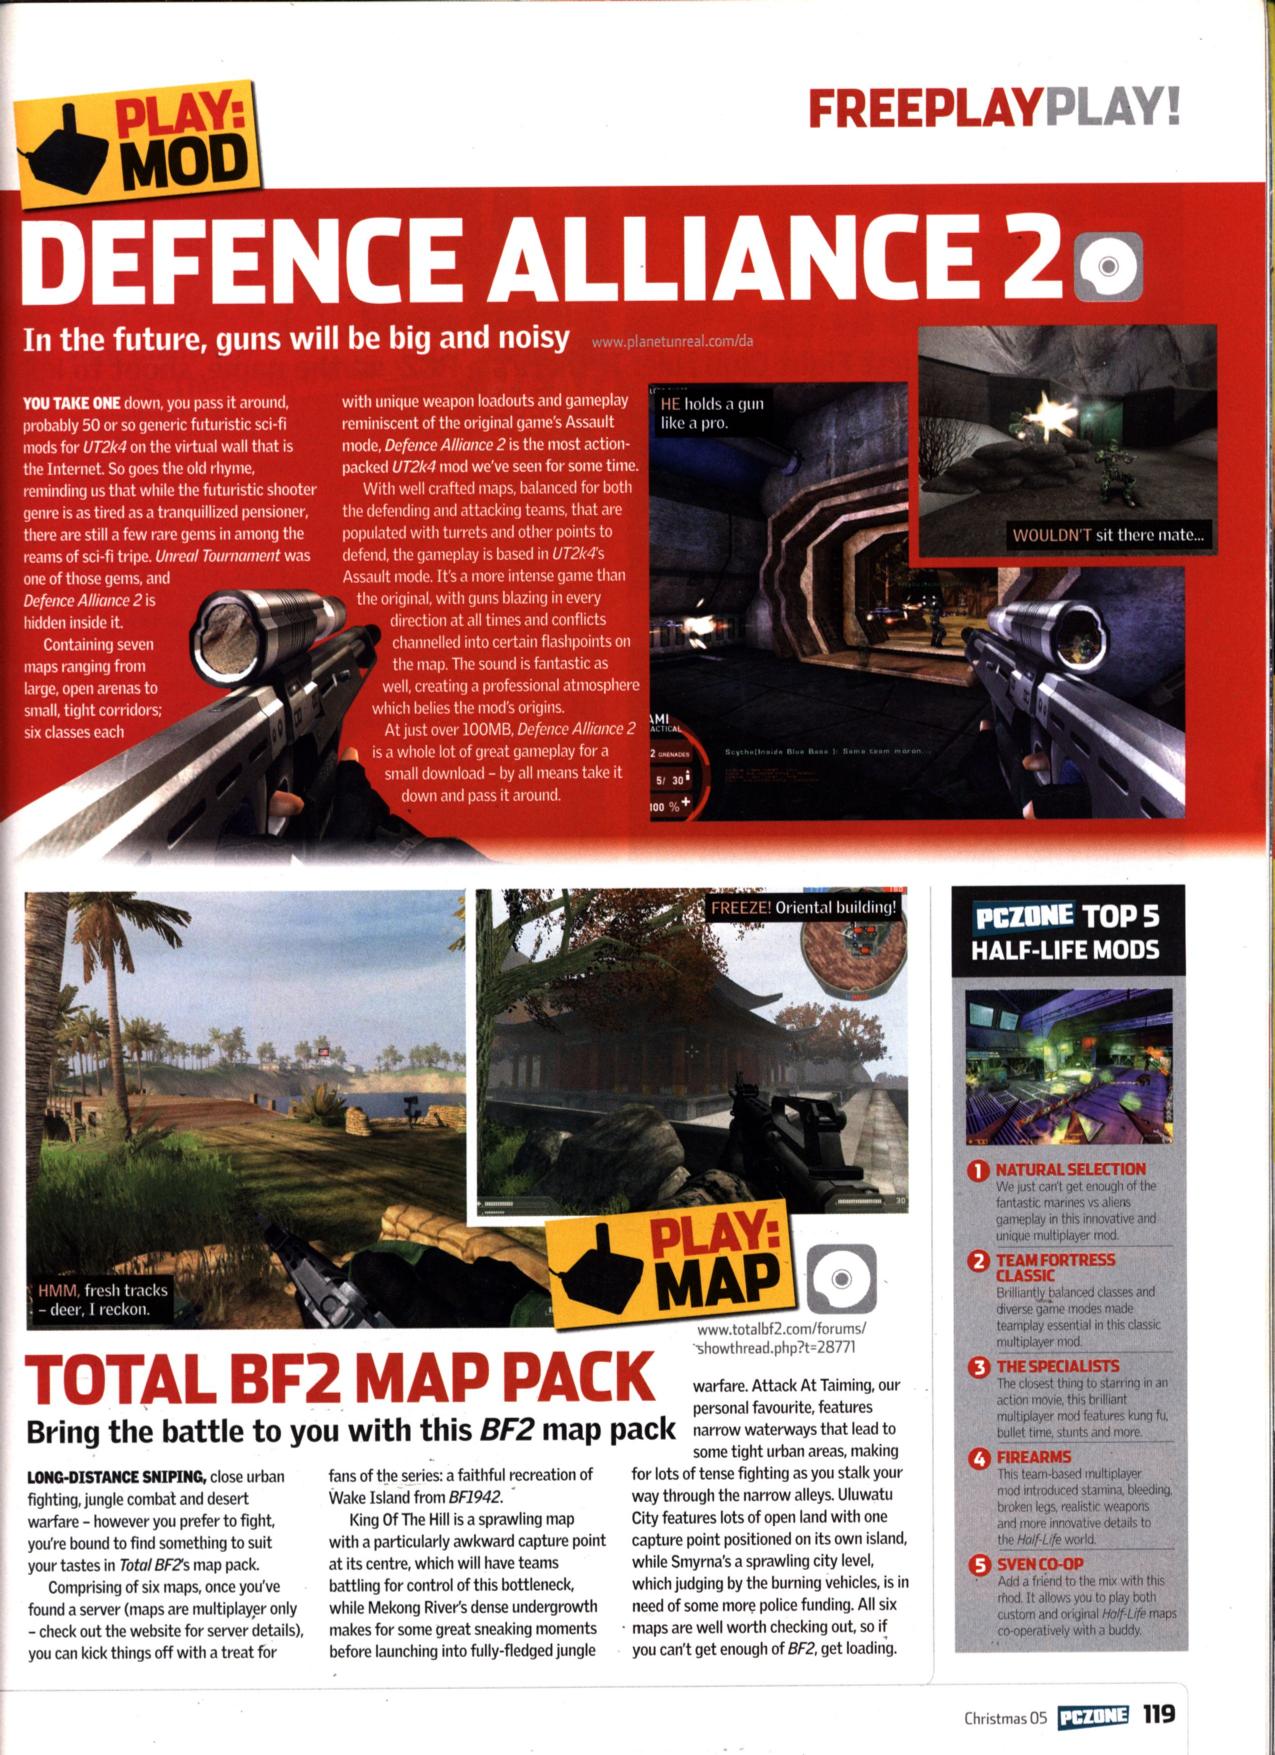 PLAY:
MOD
FREEPLAYPLAY!
DEFENCE ALLIANCE 2
In the future, guns will be big and noisy
www.planetunreal.com/da
YOU TAKE ONE down, you pass it around,
probably 50 or so generic futuristic sci-fi
mods for UT2k4 on the virtual wall that is
the Internet. So goes the old rhyme,
reminding us that while the futuristic shooter
genre is as tired as a tranquillized pensioner,
there are still a few rare gems in among the
reams of sci-fi tripe. Unreal Tournament was
one of those gems, and
Defence Alliance 2 is
hidden inside it.
Containing seven
maps ranging from
large, open arenas to
small, tight corridors;
six classes each
with unique weapon loadouts and gameplay
reminiscent of the original game's Assault
mode, Defence Alliance 2 is the most action-
packed UT2k4 mod we've seen for some time.
With well crafted maps, balanced for both
the defending and attacking teams, that are
populated with turrets and other points to
defend, the gameplay is based in UT2k4's
Assault mode. It's a more intense game than
the original, with guns blazing in every
direction at all times and conflicts
channelled into certain flashpoints on
the map. The sound is fantastic as
well, creating a professional atmosphere
which belies the mod's origins.
At just over 100MB, Defence Alliance 2
is a whole lot of great gameplay for a
small download – by all means take it
down and pass it around.
HE holds a gun
like a pro.
WOULDN'T sit there mate...
AMI
ACTICAL
2 GRENADES
5/ 30
100 %+
Scythe[Inside Blue Base ]: Same team moron...
HMM, fresh tracks
– deer, I reckon.
FREEZE! Oriental building!
30
PLAY:
MAP
www.totalbf2.com/forums/
showthread.php?t=28771
TOTAL BF2 MAP PACK
Bring the battle to you with this BF2 map pack
LONG-DISTANCE SNIPING, close urban
fighting, jungle combat and desert
warfare – however you prefer to fight,
you're bound to find something to suit
your tastes in Total BF2's map pack.
Comprising of six maps, once you've
found a server (maps are multiplayer only
– check out the website for server details),
you can kick things off with a treat for
fans of the series: a faithful recreation of
Wake Island from BF1942.
King Of The Hill is a sprawling map
with a particularly awkward capture point
at its centre, which will have teams
battling for control of this bottleneck,
while Mekong River's dense undergrowth
makes for some great sneaking moments
before launching into fully-fledged jungle
warfare. Attack At Taiming, our
personal favourite, features
narrow waterways that lead to
some tight urban areas, making
for lots of tense fighting as you stalk your
way through the narrow alleys. Uluwatu
City features lots of open land with one
capture point positioned on its own island,
while Smyrna's a sprawling city level,
which judging by the burning vehicles, is in
need of some more police funding. All six
maps are well worth checking out, so if
you can't get enough of BF2, get loading.
PCZONE TOP 5
HALF-LIFE MODS
1 NATURAL SELECTION
We just can't get enough of the
fantastic marines vs aliens
gameplay in this innovative and
unique multiplayer mod.
2 TEAM FORTRESS
CLASSIC
Brilliantly balanced classes and
diverse game modes made
teamplay essential in this classic
multiplayer mod.
3 THE SPECIALISTS
The closest thing to starring in an
action movie, this brilliant
multiplayer mod features kung fu,
bullet time, stunts and more.
4 FIREARMS
This team-based multiplayer
mod introduced stamina, bleeding,
broken legs, realistic weapons
and more innovative details to
the Half-Life world.
5 SVEN CO-OP
Add a friend to the mix with this
mod. It allows you to play both
custom and original Half-Life maps
co-operatively with a buddy.
Christmas 05 PCZONE 119